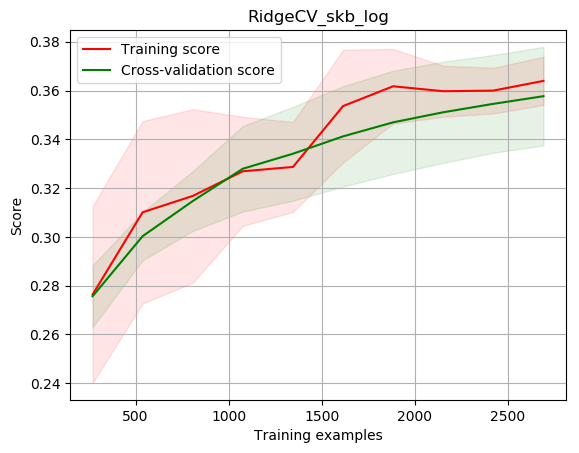 RidgeCV_skb_log
Training score
Cross-validation score
Score
0.38
0.36
0.34
0.32
0.30
0.28
0.26
0.24
500 1000 1500 2000 2500
Training examples